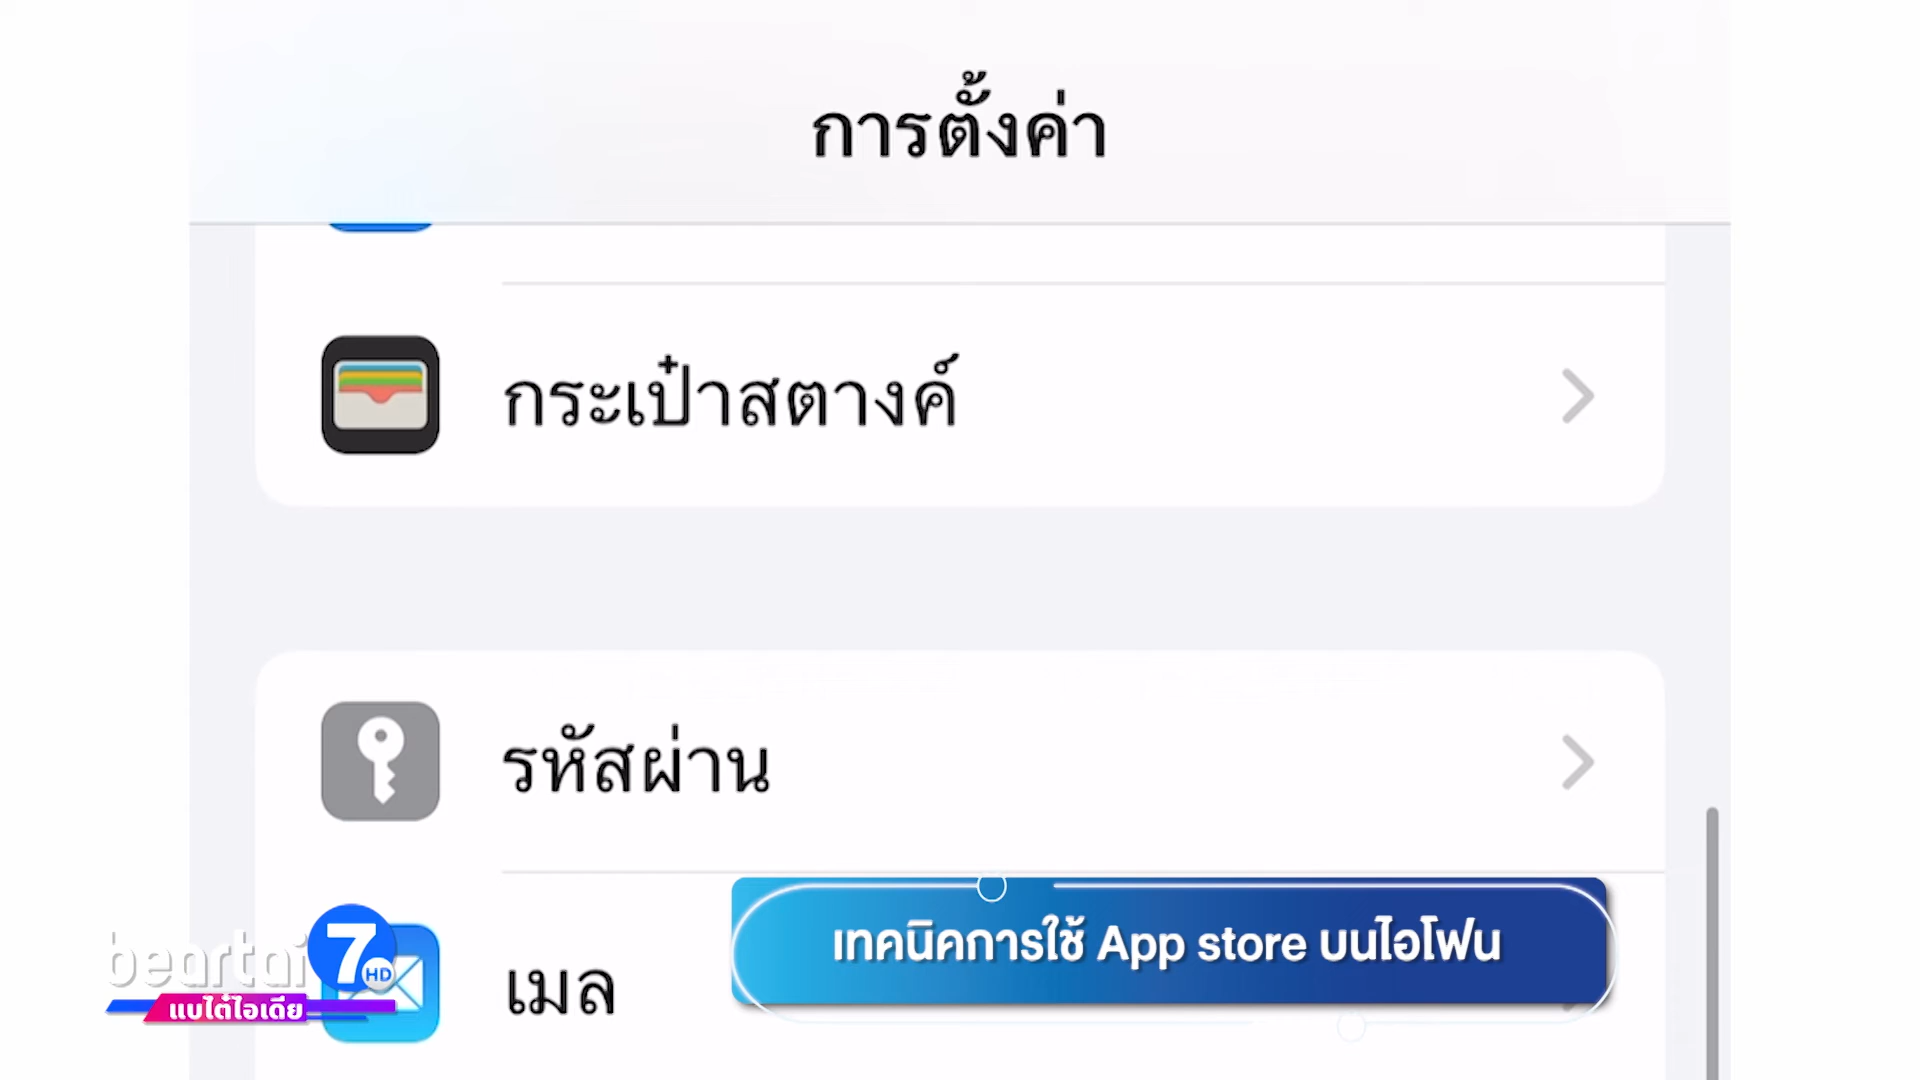 การตั้งค่า
กระเป๋าสตางค์
รหัสผ่าน
เมล
เทคนิคการใช้ App store บนไอโฟน
beartai
7
HD
แบไต๋ไอเดีย